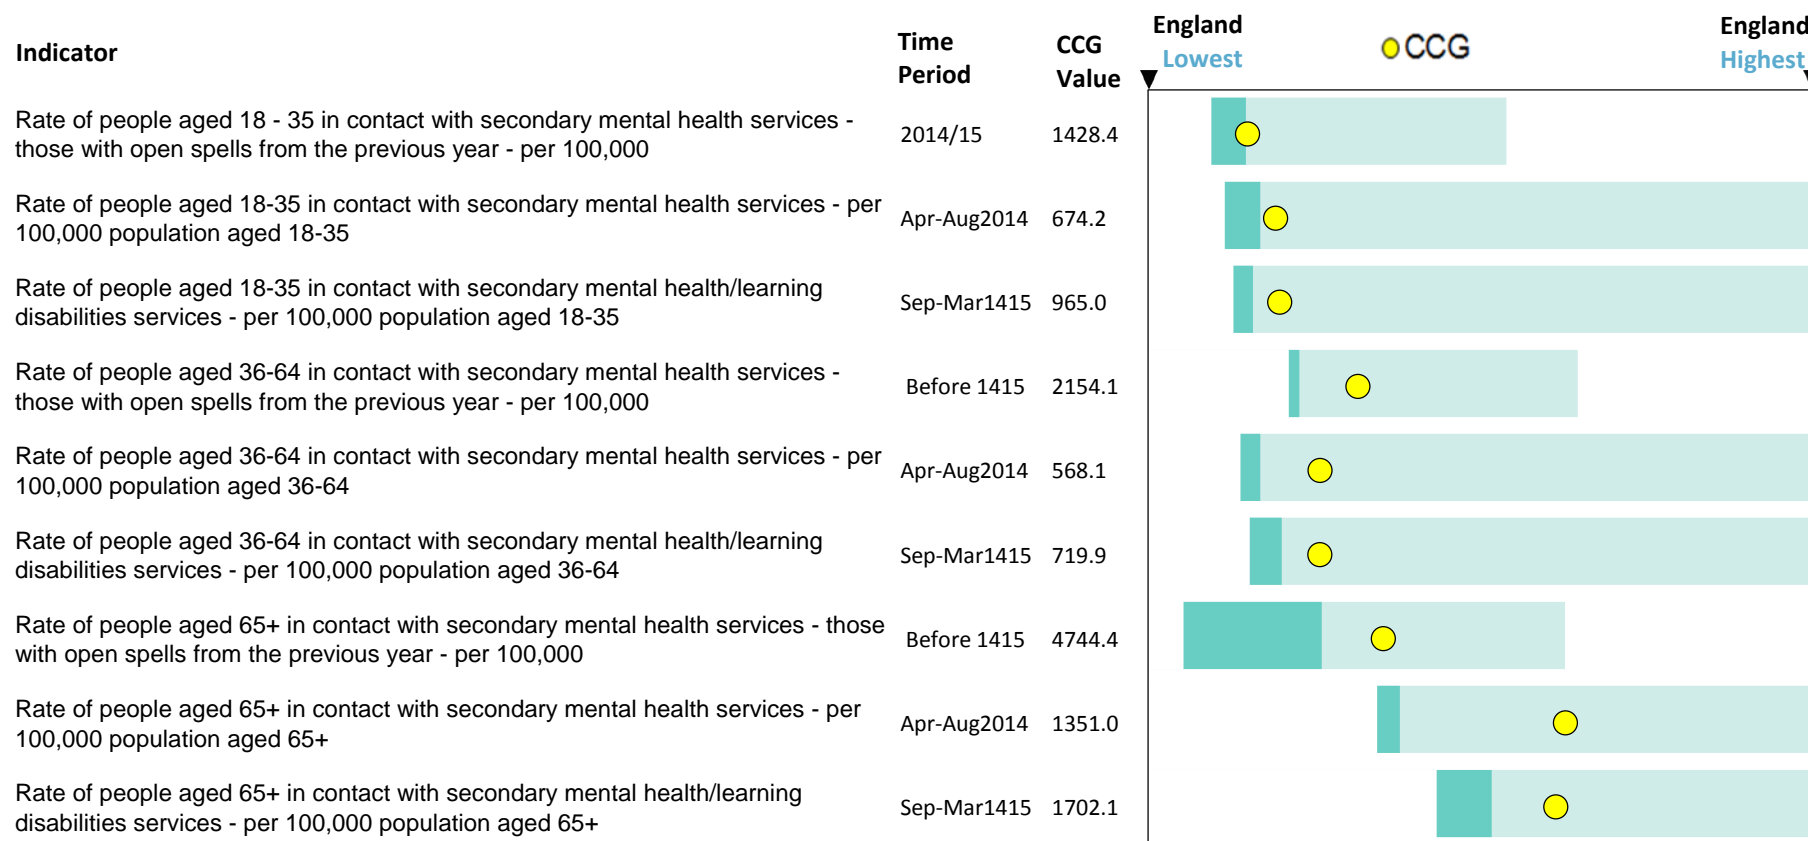 Indicator
Time Period
CCG Value
England Lowest
CCG
England Highest
Rate of people aged 18 - 35 in contact with secondary mental health services -
those with open spells from the previous year - per 100,000
2014/15 1428.4
Rate of people aged 18-35 in contact with secondary mental health services - per
100,000 population aged 18-35
Apr-Aug2014 674.2
Rate of people aged 18-35 in contact with secondary mental health/learning
disabilities services - per 100,000 population aged 18-35
Sep-Mar1415 965.0
Rate of people aged 36-64 in contact with secondary mental health services -
those with open spells from the previous year - per 100,000
Before 1415 2154.1
Rate of people aged 36-64 in contact with secondary mental health services - per
100,000 population aged 36-64
Apr-Aug2014 568.1
Rate of people aged 36-64 in contact with secondary mental health/learning
disabilities services - per 100,000 population aged 36-64
Sep-Mar1415 719.9
Rate of people aged 65+ in contact with secondary mental health services - those
with open spells from the previous year - per 100,000
Before 1415 4744.4
Rate of people aged 65+ in contact with secondary mental health services - per
100,000 population aged 65+
Apr-Aug2014 1351.0
Rate of people aged 65+ in contact with secondary mental health/learning
disabilities services - per 100,000 population aged 65+
Sep-Mar1415 1702.1